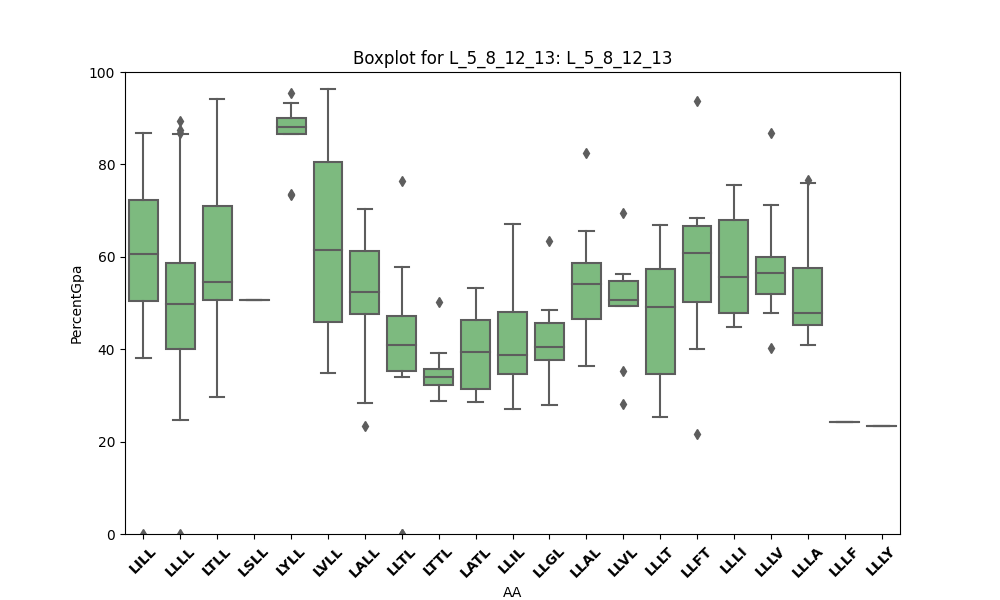 Boxplot for L_5_8_12_13: L_5_8_12_13
100
80
60
40
20
0
PercentGpa
LILL
LLLL
LTLL
LSLL
LYLL
LVLL
LALL
LLTL
LTTL
LATL
LLIL
LLGL
LLAL
LLVL
LLLT
LLFT
LLLI
LLLV
LLLA
LLLF
LLLY
AA